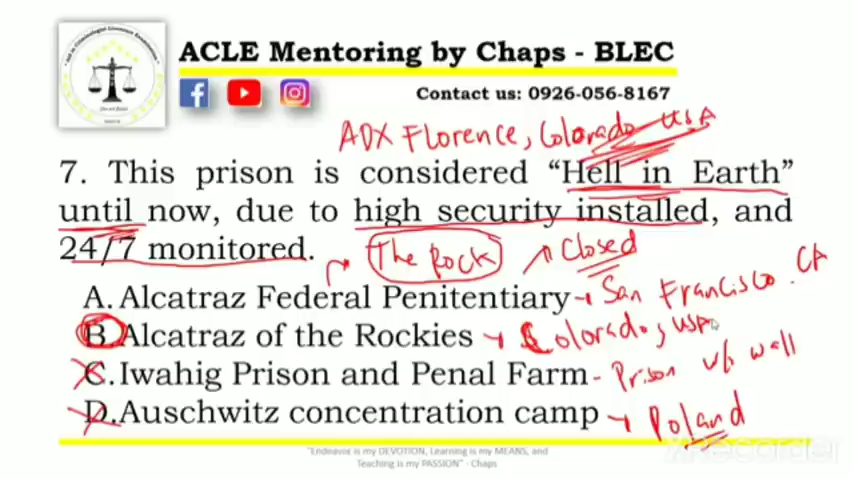 ACLE Mentoring by Chaps - BLEC
Contact us: 0926-056-8167
ADX Florence, Colorado USA
7. This prison is considered “Hell in Earth”
until now, due to high security installed, and
24/7 monitored.
The Rock
Closed
A. Alcatraz Federal Penitentiary San Francisco. CA
B. Alcatraz of the Rockies Colorado, USA
C. Iwahig Prison and Penal Farm - Prison w/o wall
D. Auschwitz concentration camp Poland
"Endeavor is my DEVOTION, Learning is my MEANS, and
Teaching is my PASSION" - Chaps
XRecorder